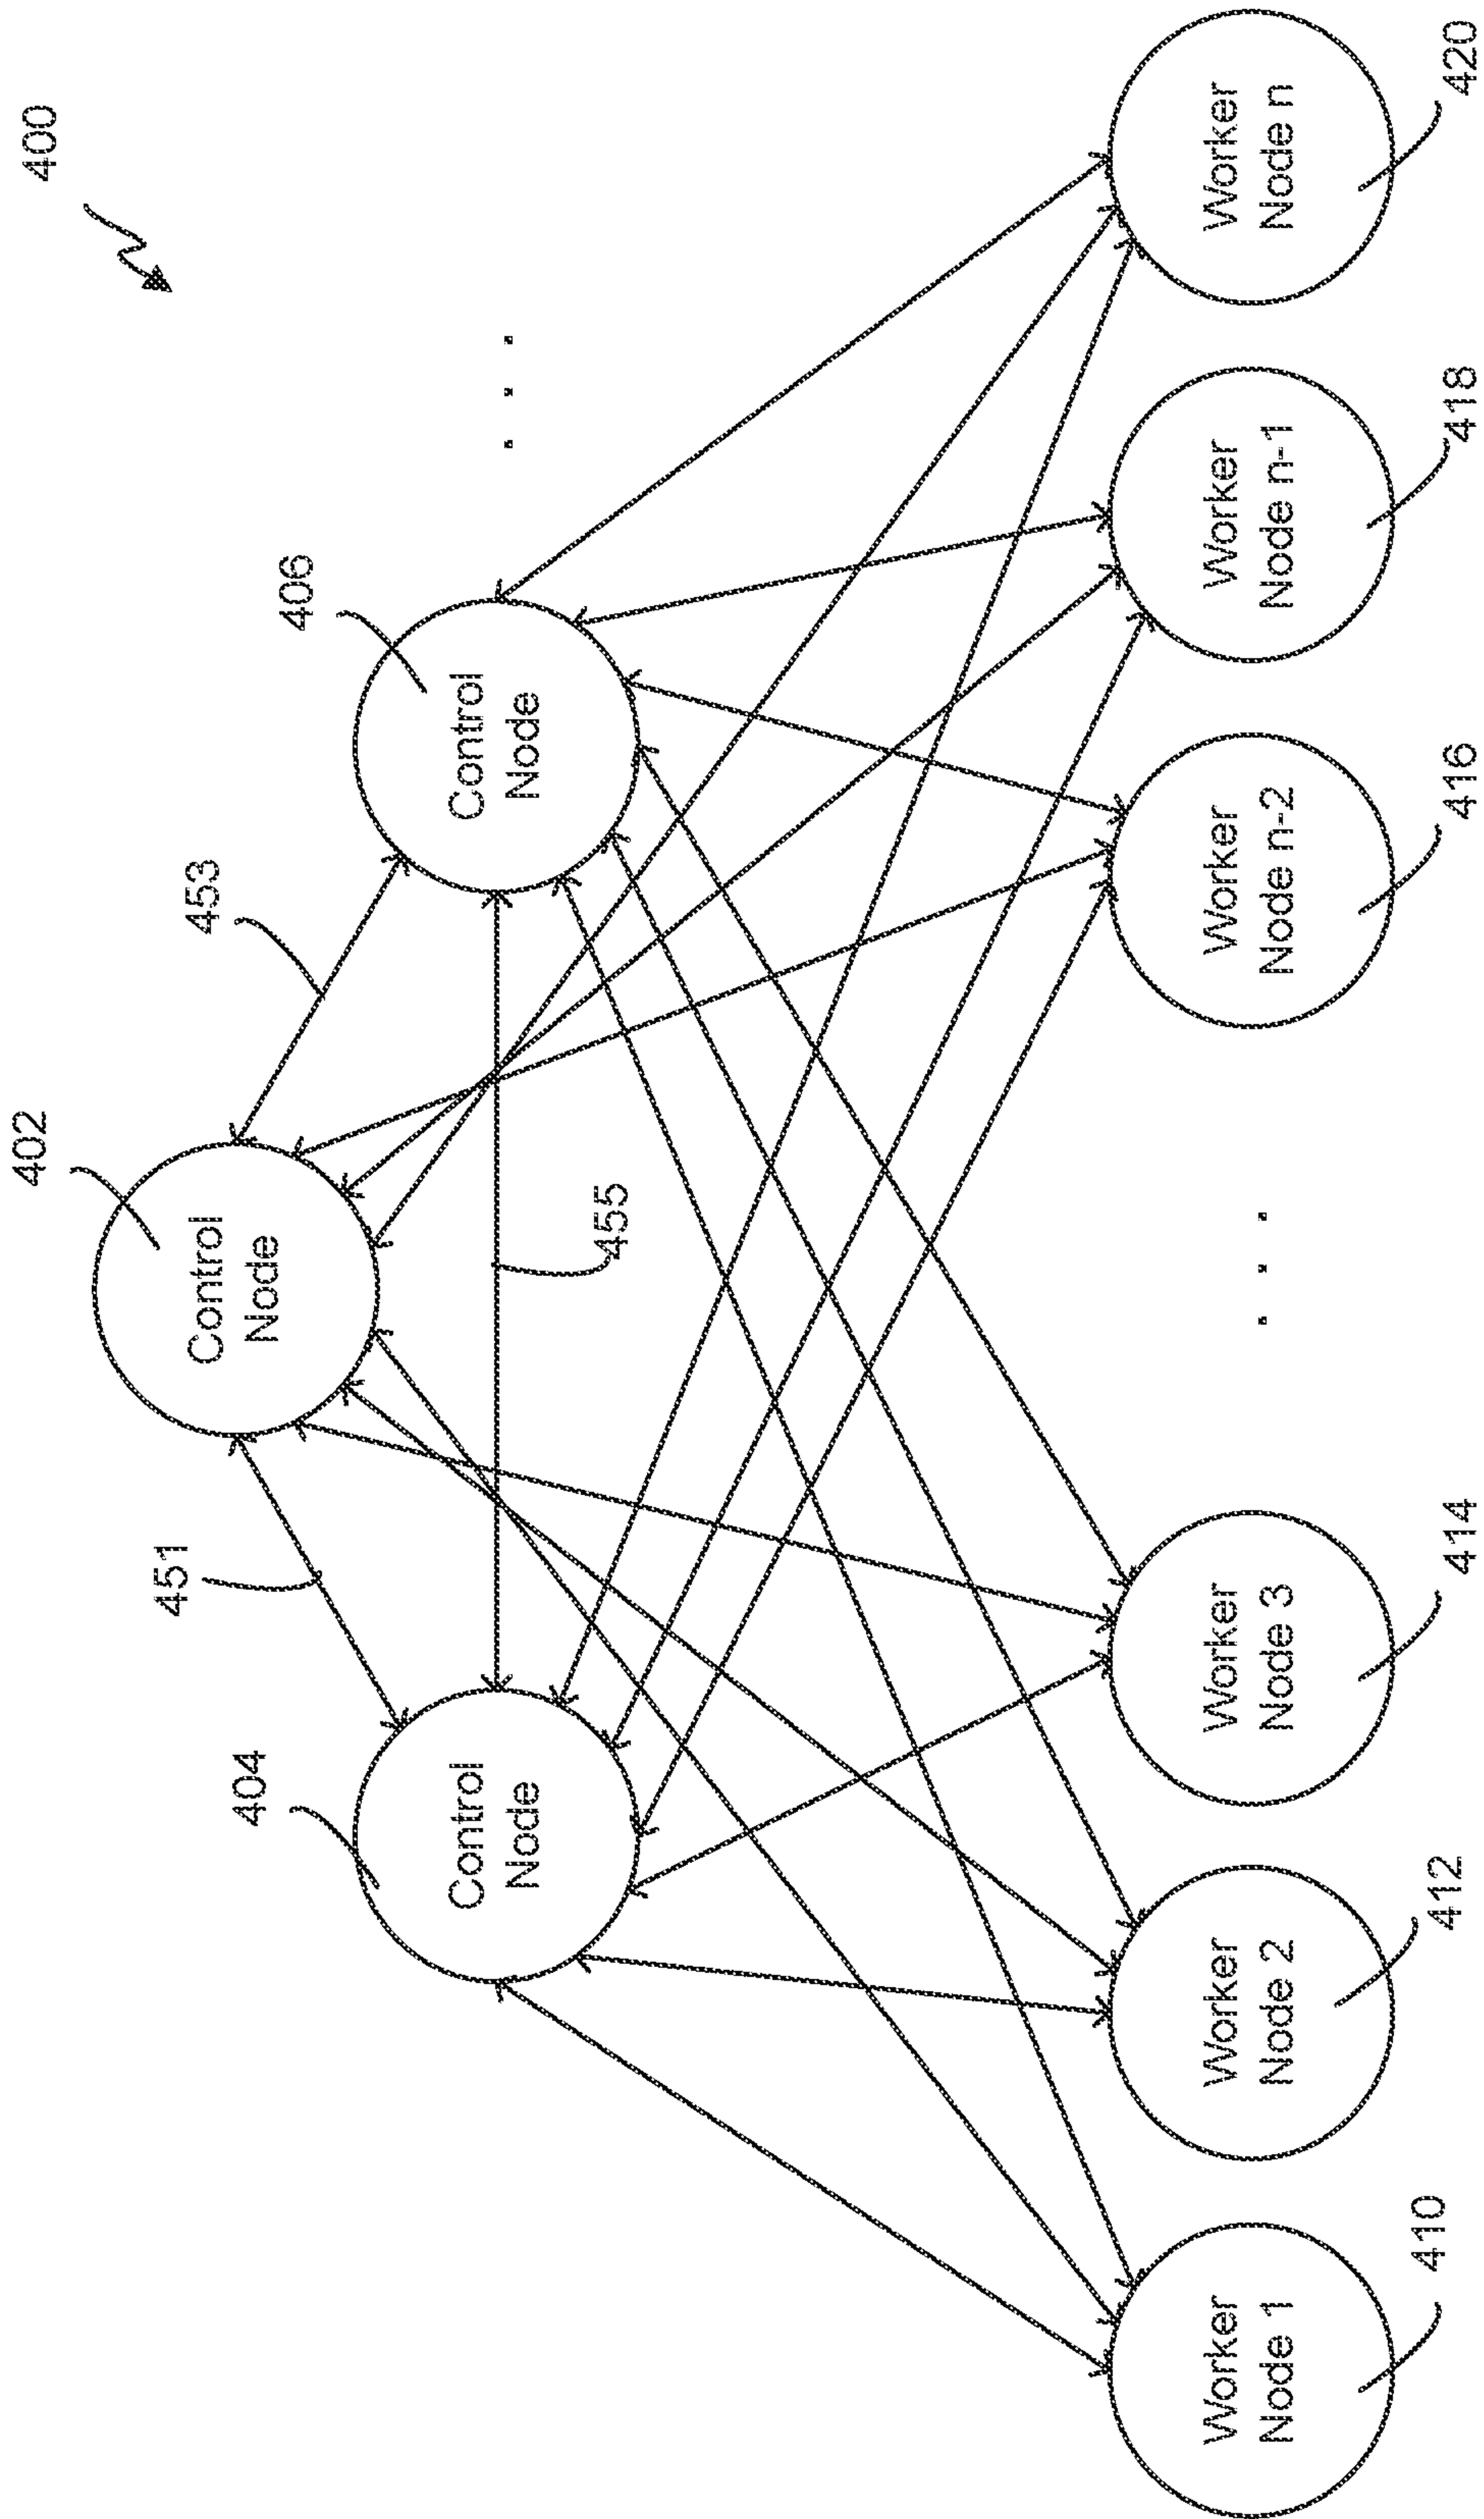 400
402
451
453
404
406
Control
Node
Control
Node
Control
Node
455
Worker
Node 1
Worker
Node 2
Worker
Node 3
. . .
Worker
Node n-2
Worker
Node n-1
Worker
Node n
. . .
410
412
414
416
418
420